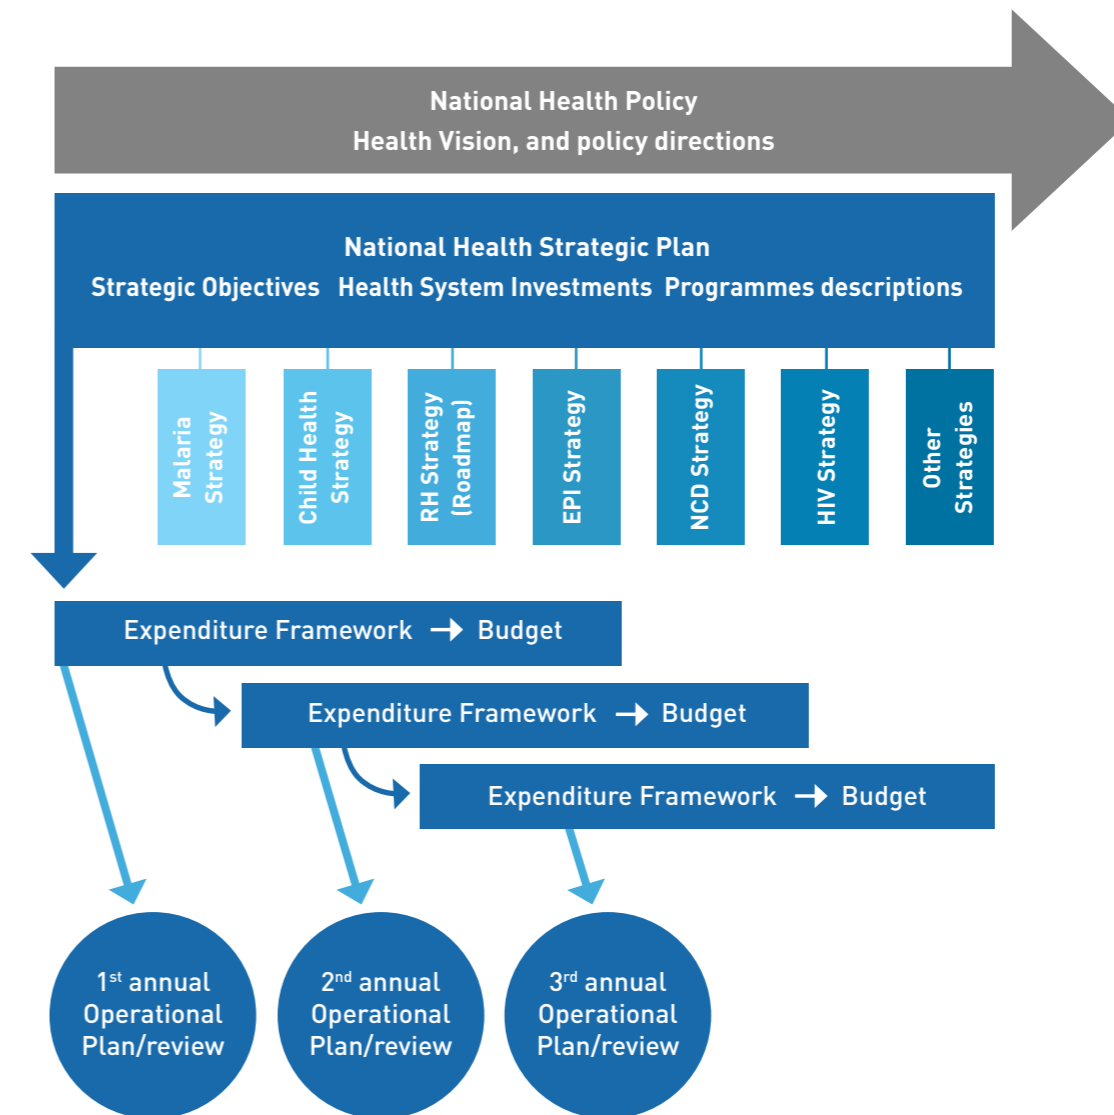 National Health Policy
Health Vision, and policy directions
National Health Strategic Plan
Strategic Objectives Health System Investments Programmes descriptions
Malaria
Strategy
Child Health
Strategy
RH Strategy
(Roadmap)
EPI Strategy
NCD Strategy
HIV Strategy
Other
Strategies
Expenditure Framework → Budget
Expenditure Framework → Budget
Expenditure Framework → Budget
1st annual
Operational
Plan/review
2nd annual
Operational
Plan/review
3rd annual
Operational
Plan/review